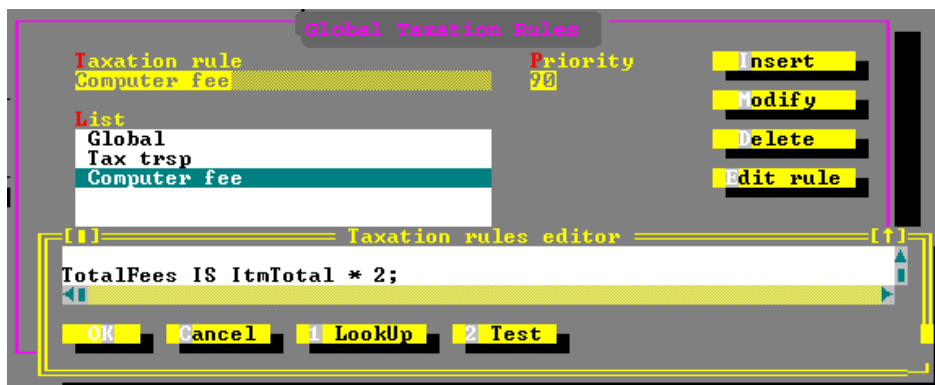 Global Taxation Rules
Taxation rule
Priority
Insert
Computer fee
90
Modify
List
Global
Delete
Tax trsp
Computer fee
Edit rule
[▮] Taxation rules editor [↑]
TotalFees IS ItmTotal * 2;
OK Cancel 1 LookUp 2 Test